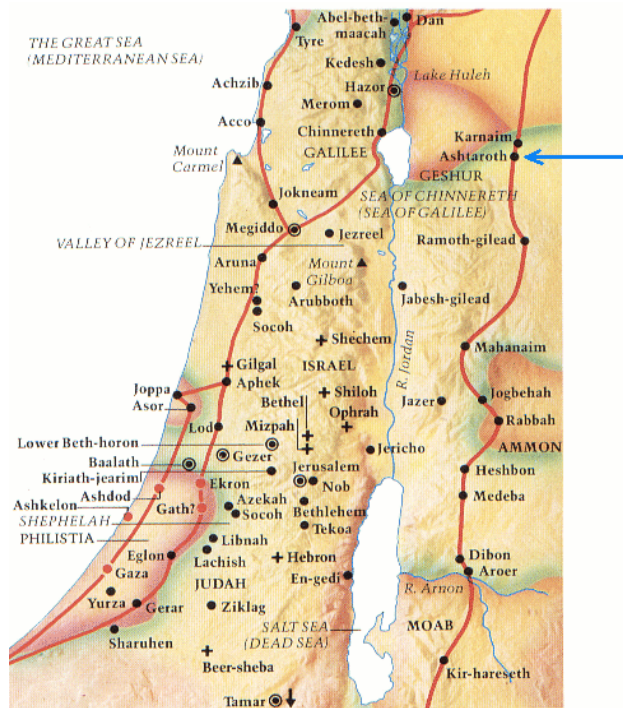 Abel-beth-
maacah
Dan
THE GREAT SEA
(MEDITERRANEAN SEA)
Tyre
Kedesh
Lake Huleh
Achzib
Hazor
Merom
Acco
Chinnereth
Karnaim
Mount
Carmel
GALILEE
Ashtaroth
GESHUR
SEA OF CHINNERETH
(SEA OF GALILEE)
Jokneam
Megiddo
Jezreel
VALLEY OF JEZREEL
Ramoth-gilead
Aruna
Mount
Gilboa
Yehem?
Arubboth
Jabesh-gilead
Socoh
Shechem
R. Jordan
Mahanaim
Gilgal
ISRAEL
Aphek
Joppa
Shiloh
Bethel
Jazer
Jogbehah
Asor
Ophrah
Rabbah
Lod
Mizpah
Lower Beth-horon
Jericho
AMMON
Gezer
Baalath
Jerusalem
Heshbon
Kiriath-jearim
Ekron
Nob
Ashdod
Azekah
Medeba
Ashkelon
Gath?
Bethlehem
Socoh
SHEPHELAH
Tekoa
PHILISTIA
Libnah
Eglon
Lachish
Hebron
Dibon
Gaza
En-gedi
Aroer
JUDAH
R. Arnon
Yurza
Gerar
Ziklag
SALT SEA
(DEAD SEA)
MOAB
Sharuhen
Beer-sheba
Kir-hareseth
Tamar